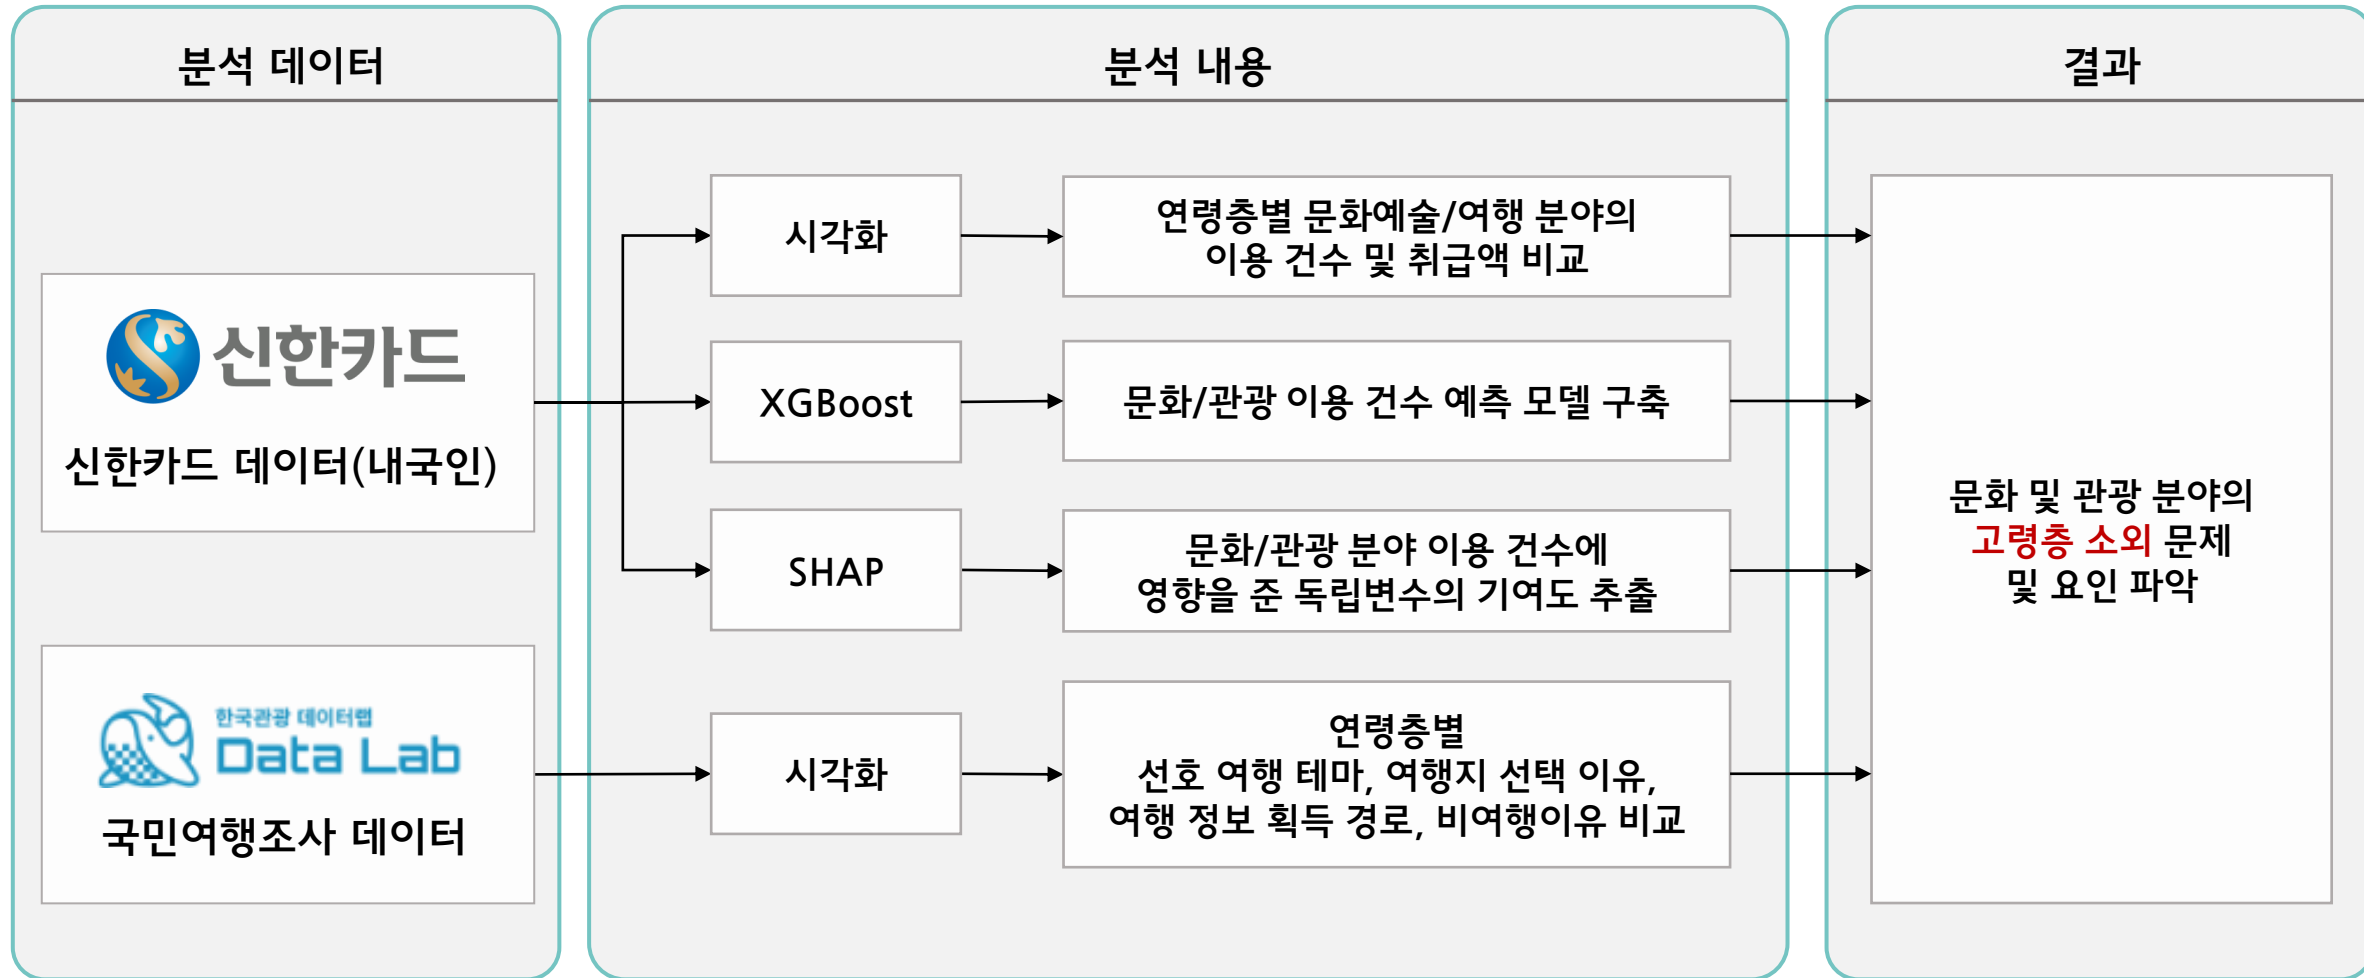 분석 데이터
분석 내용
결과
신한카드
신한카드 데이터(내국인)
한국관광 데이터랩
Data Lab
국민여행조사 데이터
시각화
연령층별 문화예술/여행 분야의
이용 건수 및 취급액 비교
XGBoost
문화/관광 이용 건수 예측 모델 구축
SHAP
문화/관광 분야 이용 건수에
영향을 준 독립변수의 기여도 추출
시각화
연령층별
선호 여행 테마, 여행지 선택 이유,
여행 정보 획득 경로, 비여행이유 비교
문화 및 관광 분야의
고령층 소외 문제
및 요인 파악